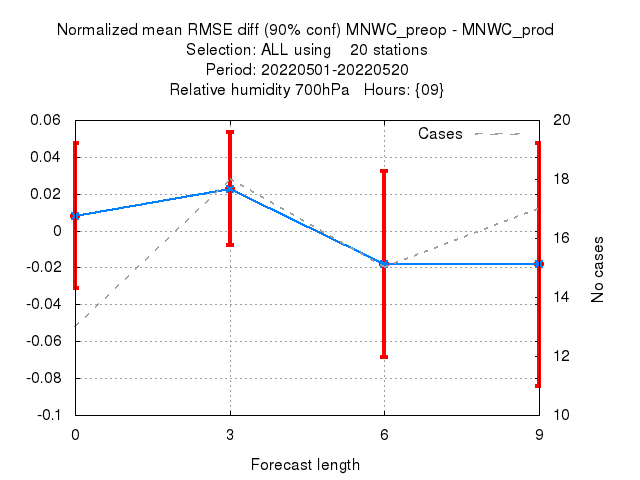 Normalized mean RMSE diff (90% conf) MNWC_preop - MNWC_prod
Selection: ALL using    20 stations
Period: 20220501-20220520
Relative humidity 700hPa   Hours: {09}
0.06
0.04
0.02
0
-0.02
-0.04
-0.06
-0.08
-0.1
Cases
20
18
16
14
12
10
No cases
0 3 6 9
Forecast length